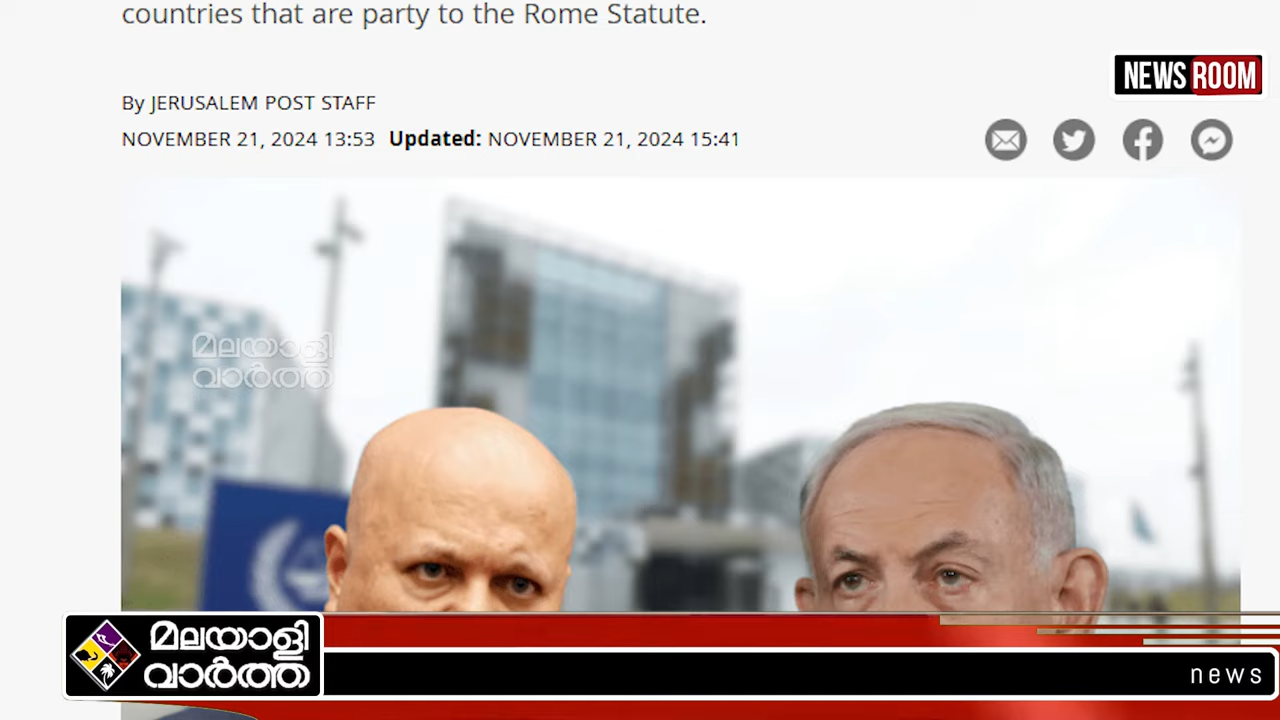 countries that are party to the Rome Statute.
NEWS ROOM
By JERUSALEM POST STAFF
NOVEMBER 21, 2024 13:53 Updated: NOVEMBER 21, 2024 15:41
മലയാളി
വാർത്ത
മലയാളി
വാർത്ത
news